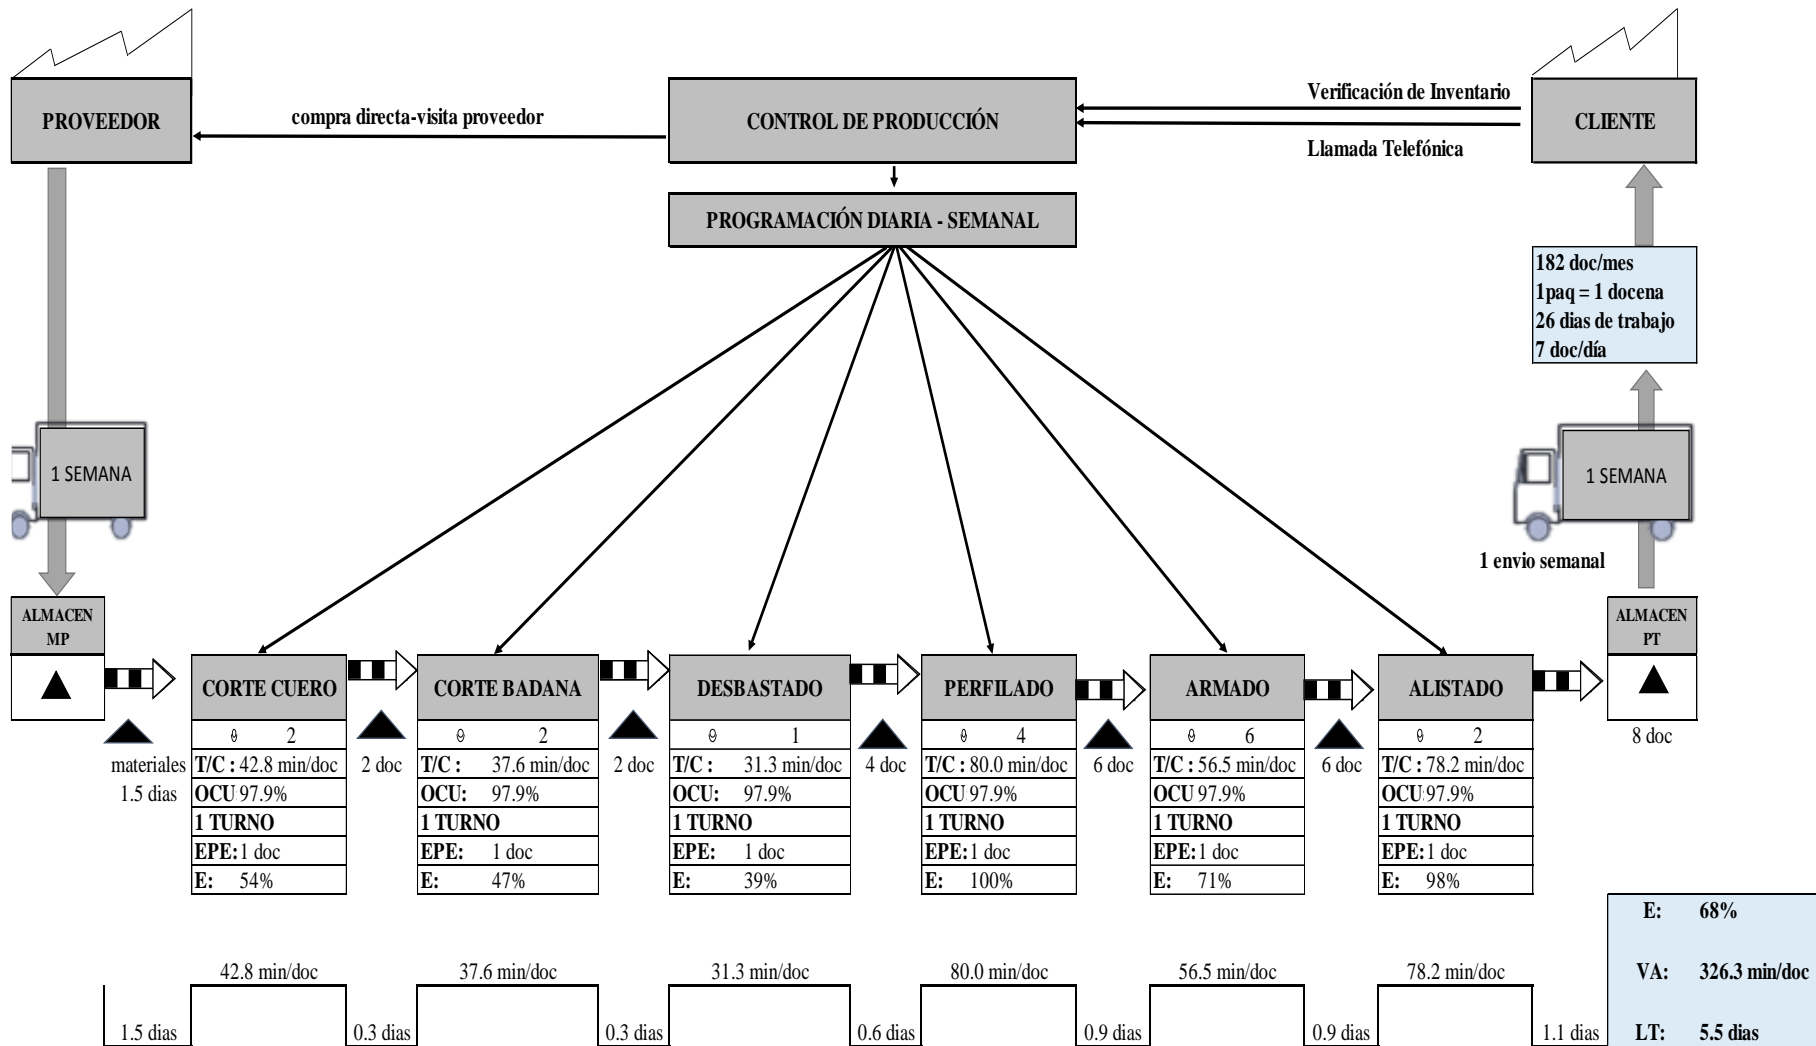 PROVEEDOR
compra directa-visita proveedor
CONTROL DE PRODUCCIÓN
Verificación de Inventario
Llamada Telefónica
CLIENTE
PROGRAMACIÓN DIARIA - SEMANAL
182 doc/mes
1paq = 1 docena
26 dias de trabajo
7 doc/día
1 SEMANA
1 SEMANA
1 envio semanal
ALMACEN
MP
ALMACEN
PT
8 doc
materiales
1.5 dias
CORTE CUERO
2
T/C : 42.8 min/doc
OCU 97.9%
1 TURNO
EPE: 1 doc
E: 54%
2 doc
CORTE BADANA
2
T/C : 37.6 min/doc
OCU: 97.9%
1 TURNO
EPE: 1 doc
E: 47%
2 doc
DESBASTADO
1
T/C : 31.3 min/doc
OCU: 97.9%
1 TURNO
EPE: 1 doc
E: 39%
4 doc
PERFILADO
4
T/C : 80.0 min/doc
OCU 97.9%
1 TURNO
EPE: 1 doc
E: 100%
6 doc
ARMADO
6
T/C : 56.5 min/doc
OCU 97.9%
1 TURNO
EPE: 1 doc
E: 71%
6 doc
ALISTADO
2
T/C : 78.2 min/doc
OCU: 97.9%
1 TURNO
EPE: 1 doc
E: 98%
42.8 min/doc
37.6 min/doc
31.3 min/doc
80.0 min/doc
56.5 min/doc
78.2 min/doc
1.5 dias
0.3 dias
0.3 dias
0.6 dias
0.9 dias
0.9 dias
1.1 dias
E: 68%
VA: 326.3 min/doc
LT: 5.5 dias